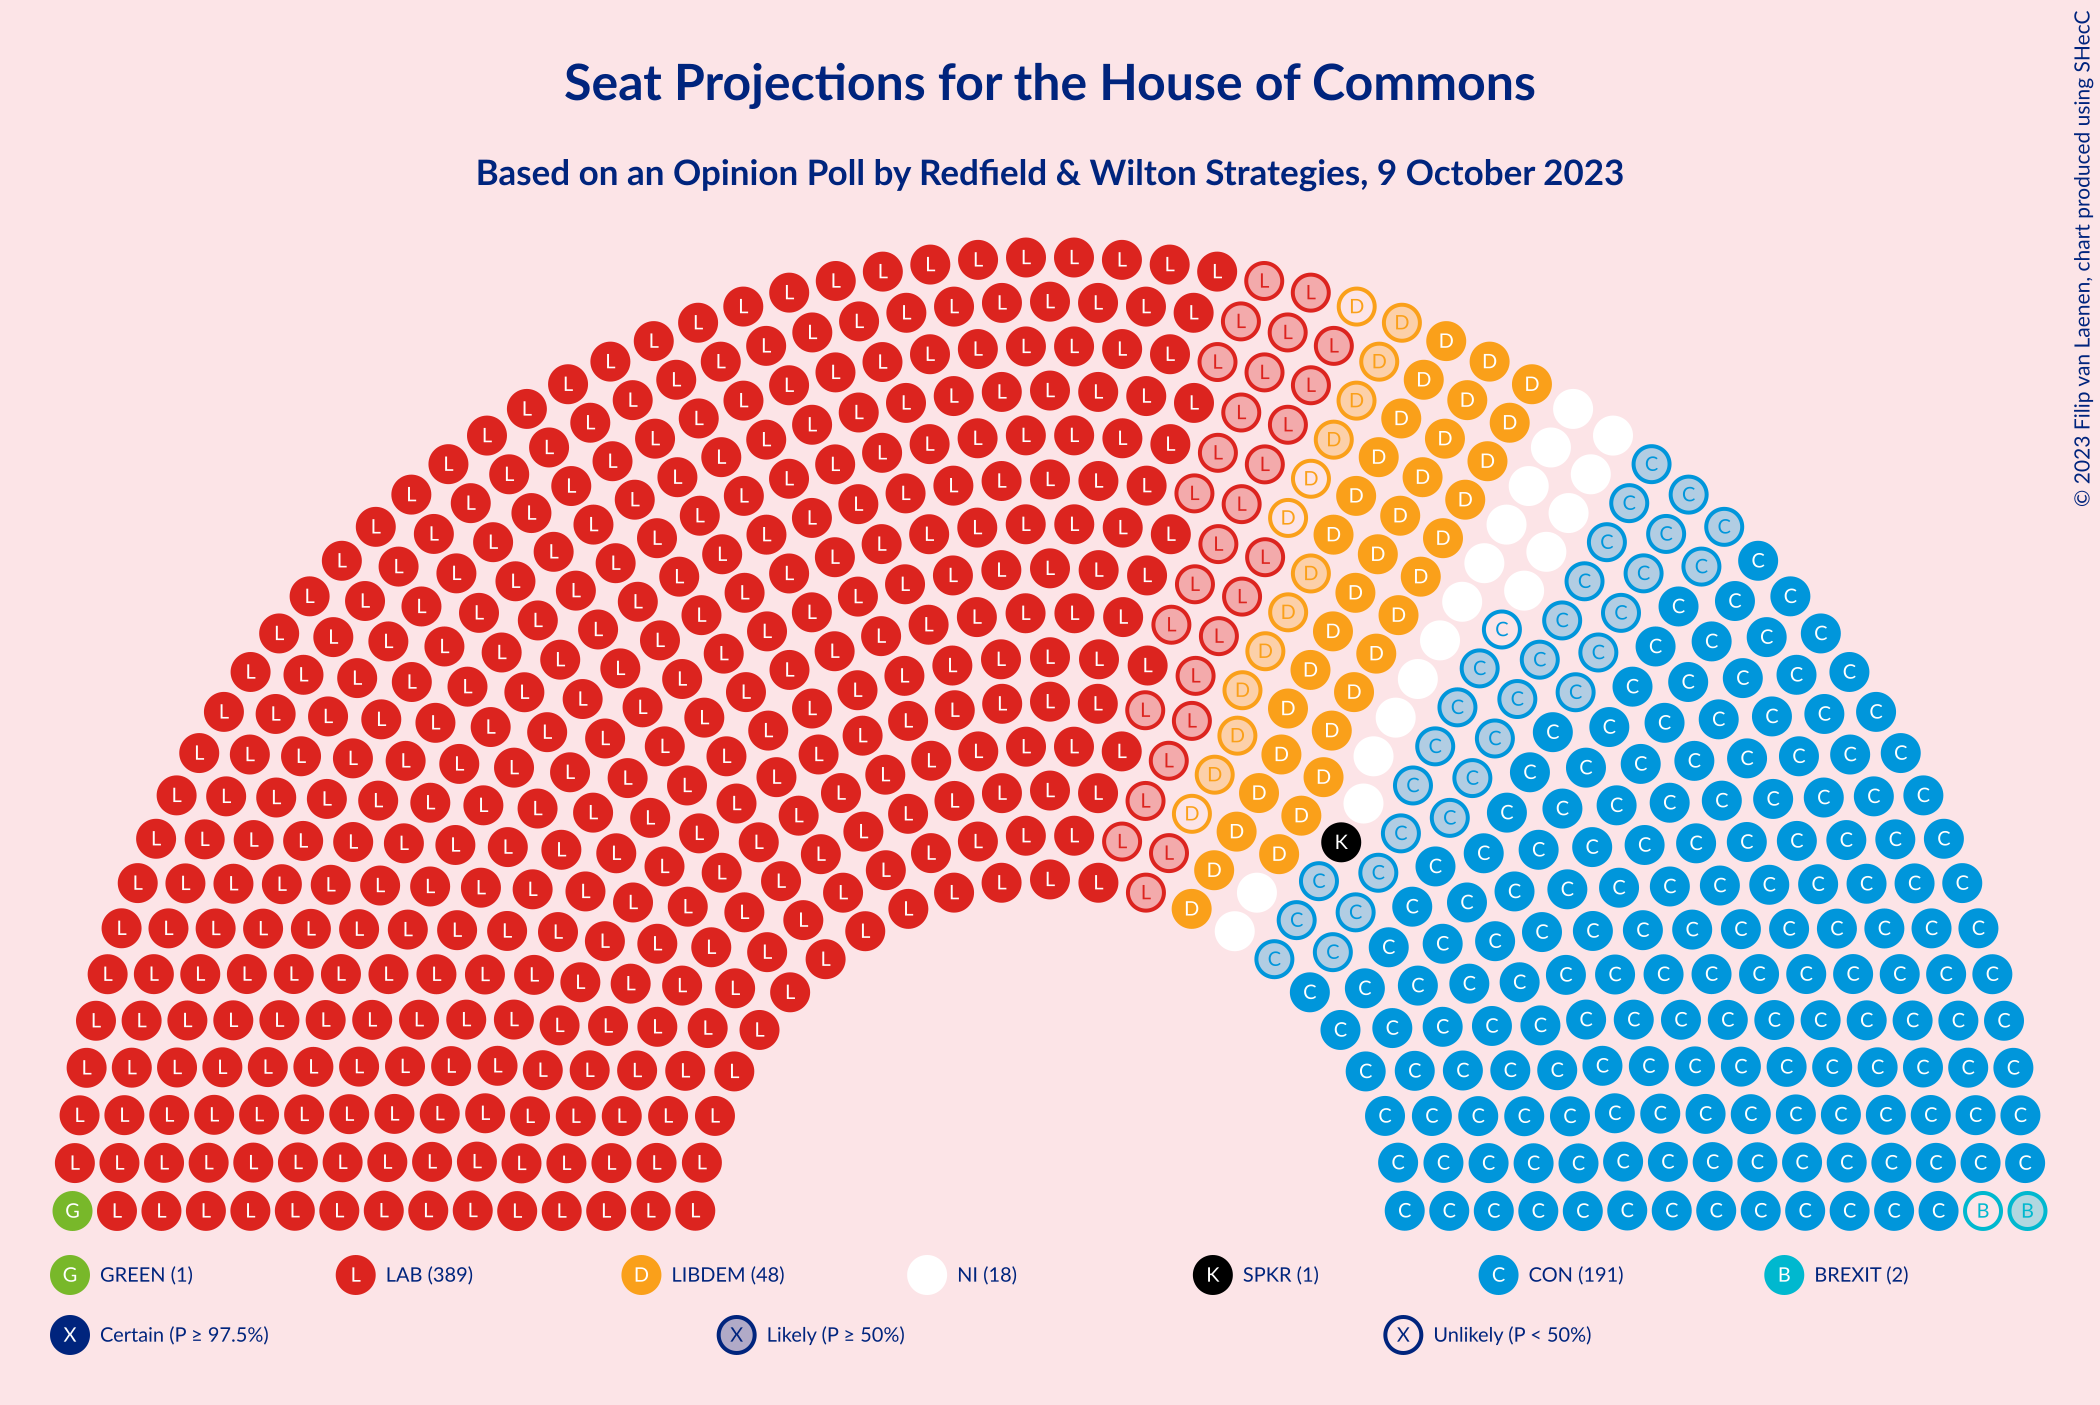 Seat Projections for the House of Commons
Based on an Opinion Poll by Redfield & Wilton Strategies, 9 October 2023
© 2023 Filip van Laenen, chart produced using SHecC
G GREEN (1) L LAB (389) D LIBDEM (48) NI (18) K SPKR (1) C CON (191) B BREXIT (2)
X Certain (P ≥ 97.5%) X Likely (P ≥ 50%) X Unlikely (P < 50%)